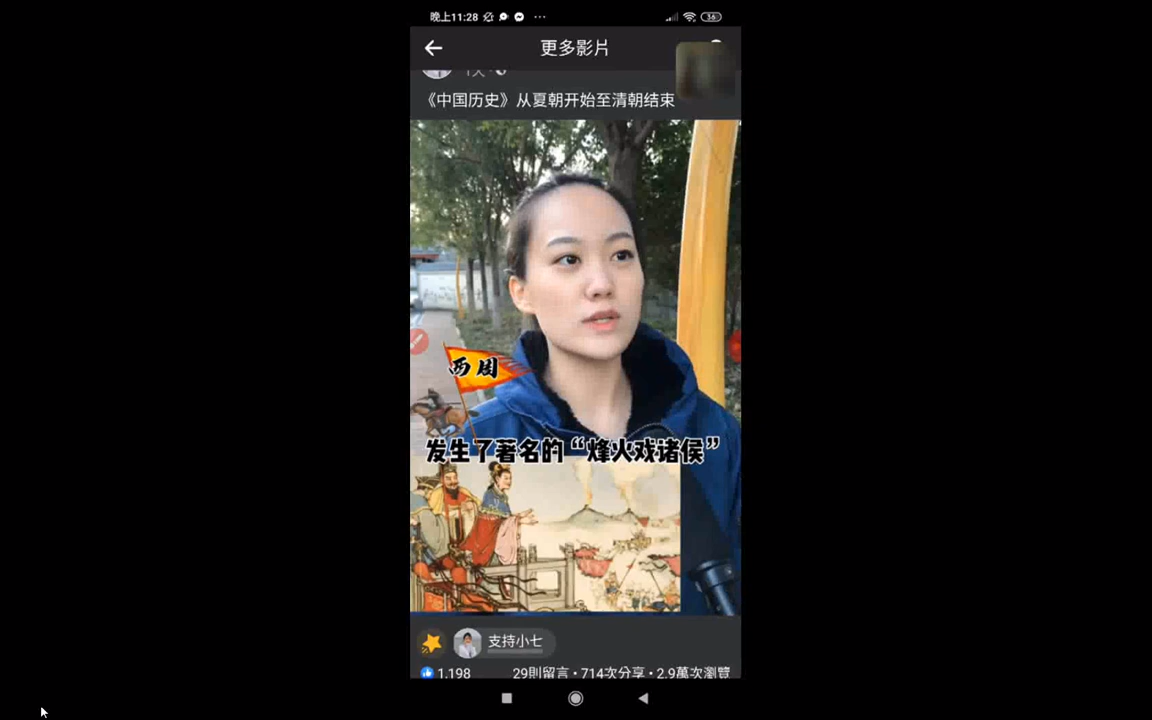 晚上11:28
36
更多影片
1天
《中国历史》从夏朝开始至清朝结束
西周
发生了著名的“烽火戏诸侯”
支持小七
1,198 29則留言・714次分享・2.9萬次瀏覽